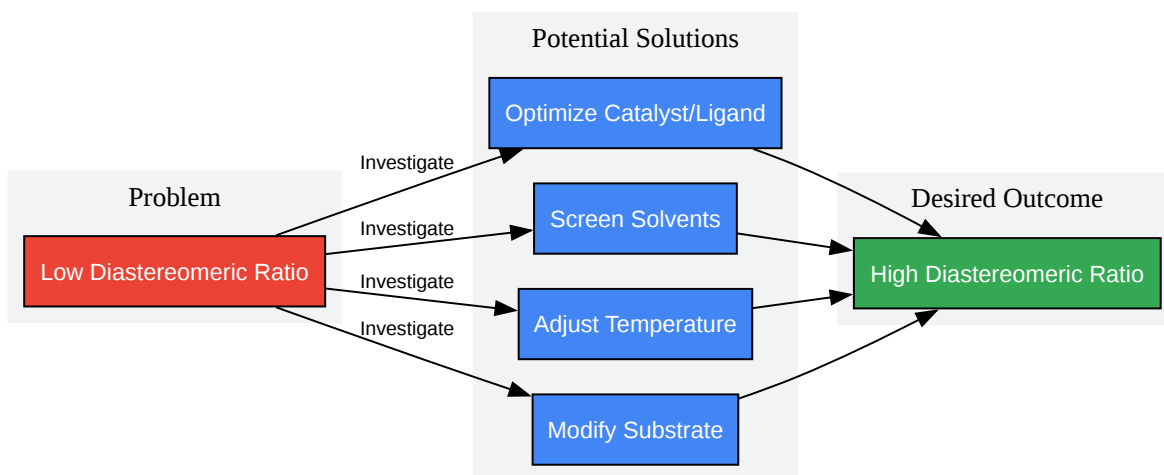 Problem
Low Diastereomeric Ratio
Investigate
Investigate
Investigate
Investigate
Potential Solutions
Optimize Catalyst/Ligand
Screen Solvents
Adjust Temperature
Modify Substrate
Desired Outcome
High Diastereomeric Ratio